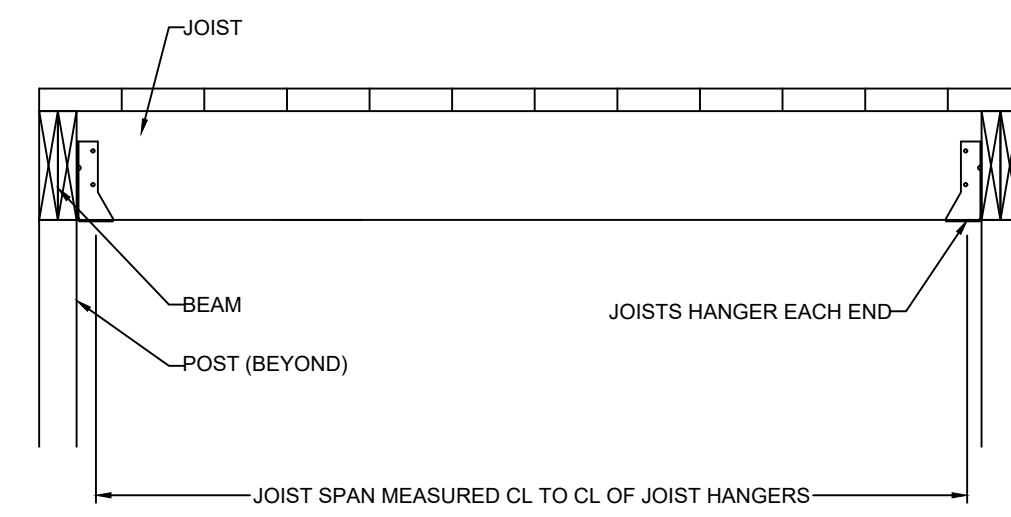 JOIST
BEAM
JOISTS HANGER EACH END
POST (BEYOND)
JOIST SPAN MEASURED CL TO CL OF JOIST HANGERS